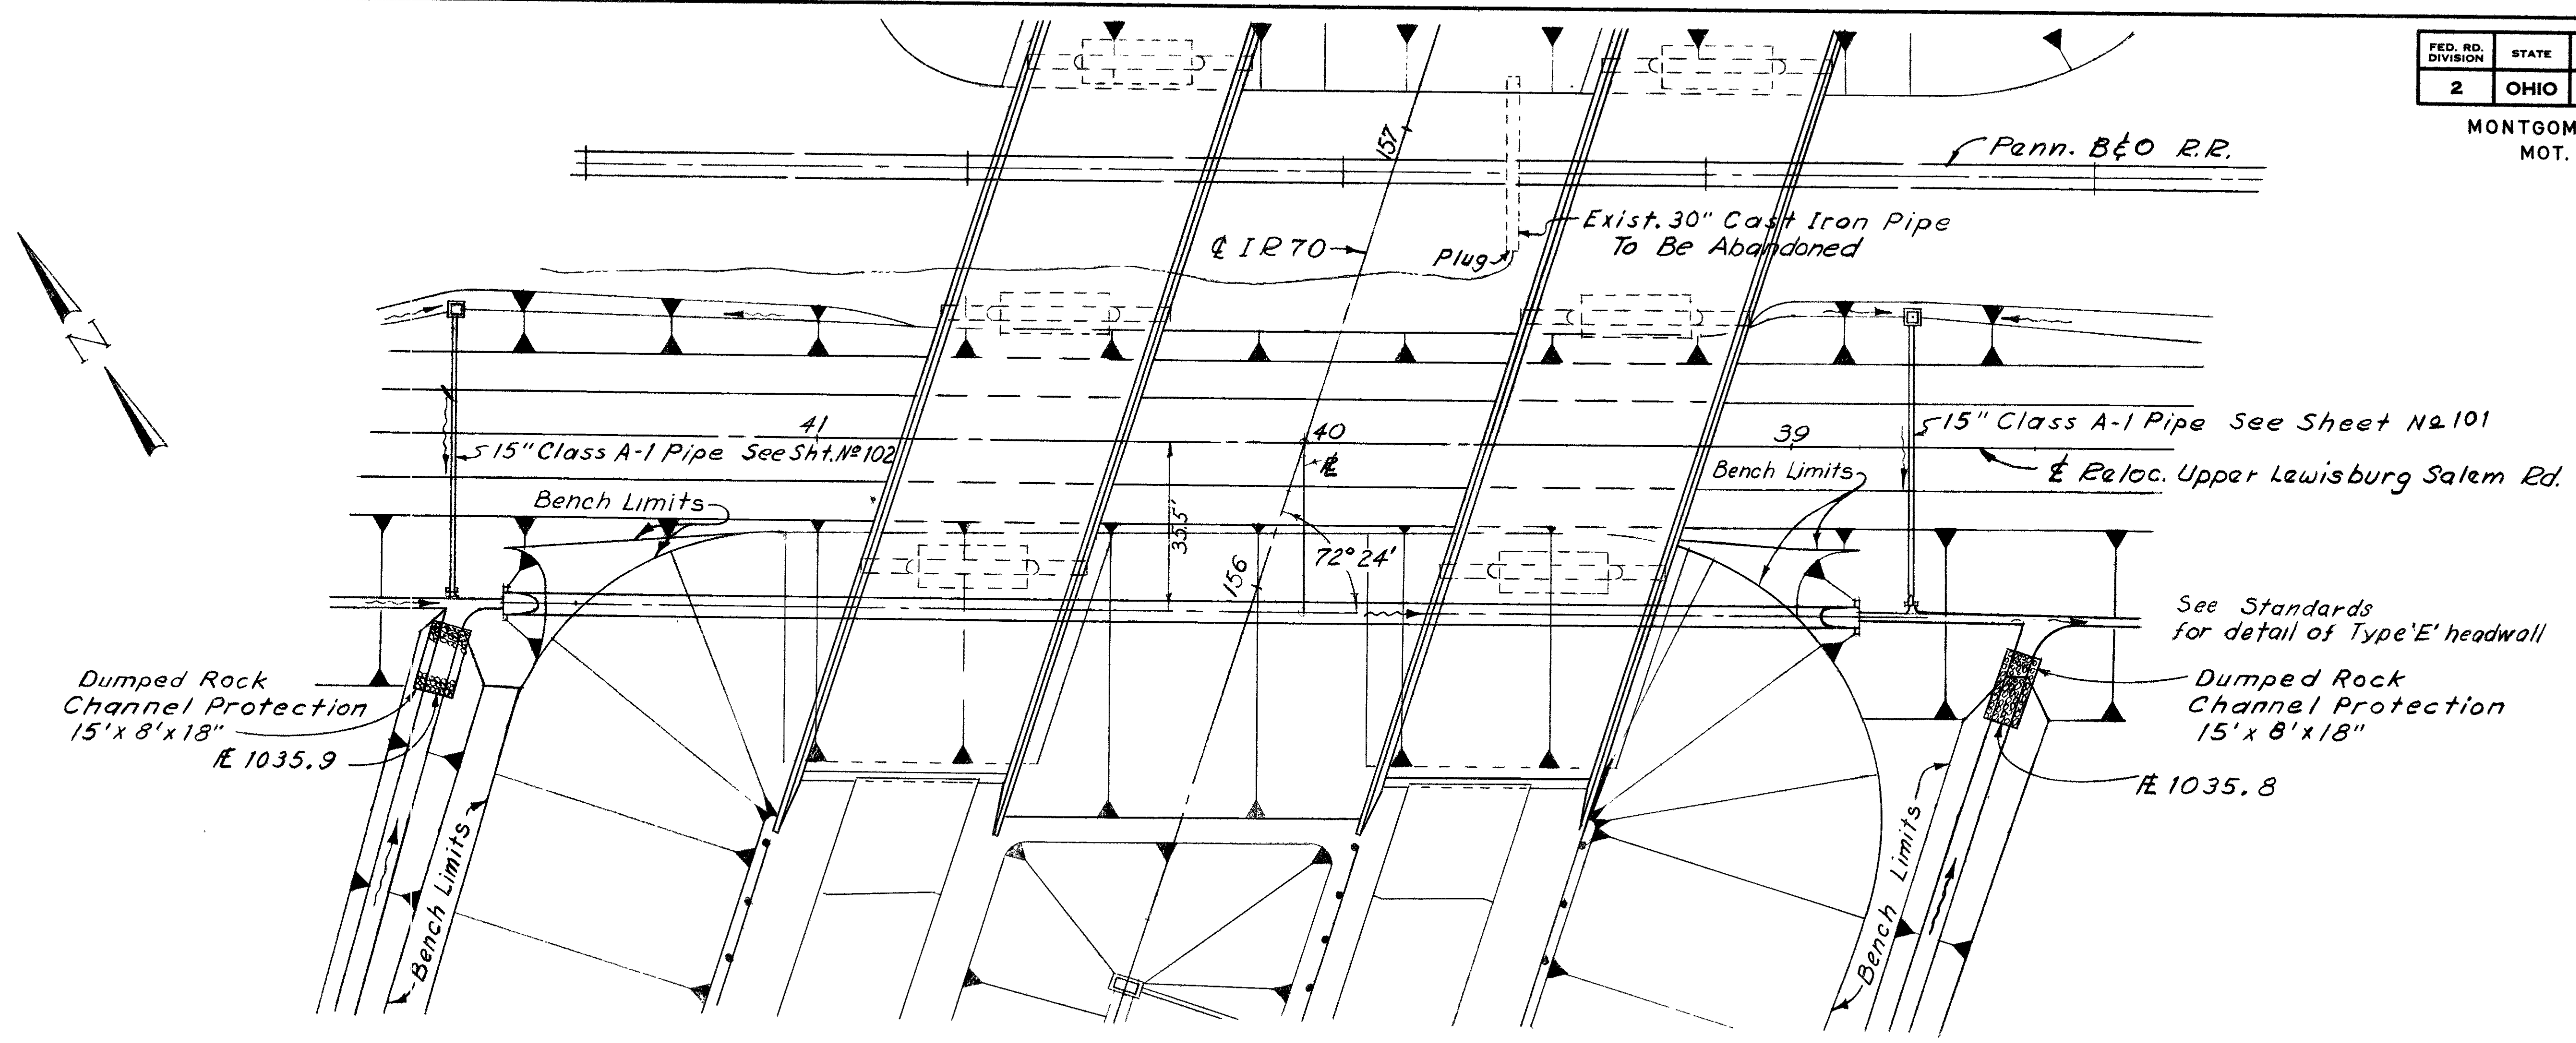 FED. RD. DIVISION
STATE
2
OHIO
MONTGOM
MOT.
Penn. B&O R.R.
157
Exist. 30" Cast Iron Pipe
To Be Abandoned
℄ I R 70
Plug
N
41
40
39
15" Class A-1 Pipe See Sht. Nº 102
15" Class A-1 Pipe See Sheet Nº 101
℄ Reloc. Upper Lewisburg Salem Rd.
Bench Limits
Bench Limits
35.5'
72° 24'
156
See Standards
for detail of Type 'E' headwall
Dumped Rock
Channel Protection
15' x 8' x 18"
1035.9
Dumped Rock
Channel Protection
15' x 8' x 18"
1035.8
Bench Limits
Bench Limits